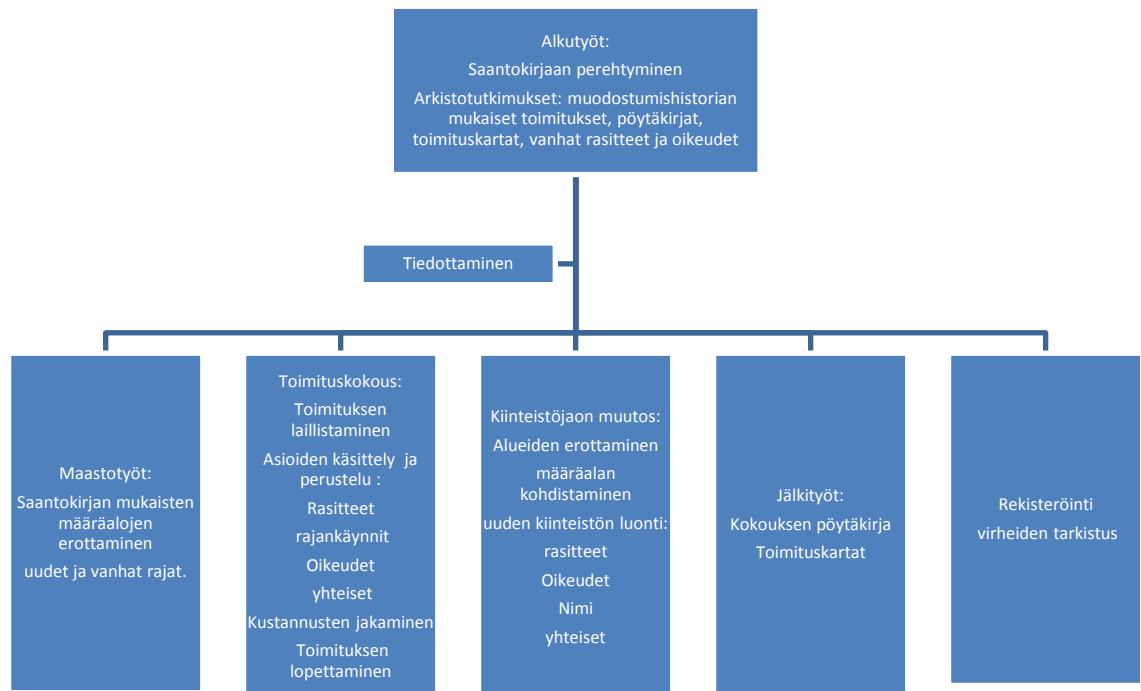 Alkutyöt:
Saantokirjaan perehtyminen
Arkistotutkimukset: muodostumishistorian
mukaiset toimitukset, pöytäkirjat,
toimituskartat, vanhat rasitteet ja oikeudet
Tiedottaminen
Maastotyöt:
Saantokirjan mukaisten
määräalojen
erottaminen
uudet ja vanhat rajat.
Toimituskokous:
Toimituksen
laillistaminen
Asioiden käsittely ja
perustelu :
Rasitteet
rajankäynnit
Oikeudet
yhteiset
Kustannusten jakaminen
Toimituksen
lopettaminen
Kiinteistöjaon muutos:
Alueiden erottaminen
määräalan
kohdistaminen
uuden kiinteistön luonti:
rasitteet
Oikeudet
Nimi
yhteiset
Jälkityöt:
Kokouksen pöytäkirja
Toimituskartat
Rekisteröinti
virheiden tarkistus